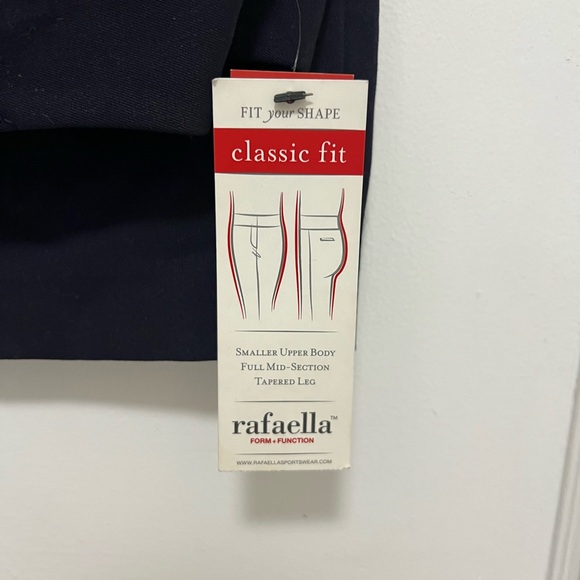 FIT your SHAPE
classic fit
SMALLER UPPER BODY
FULL MID-SECTION
TAPERED LEG
rafaella™
FORM + FUNCTION
WWW.RAFAELLASPORTSWEAR.COM